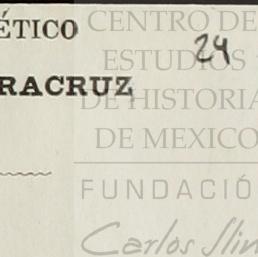 ÉTICO
24
RACRUZ
CENTRO DE
ESTUDIOS
DE HISTORIA
DE MEXICO
FUNDACIÓ
Carlos Slim